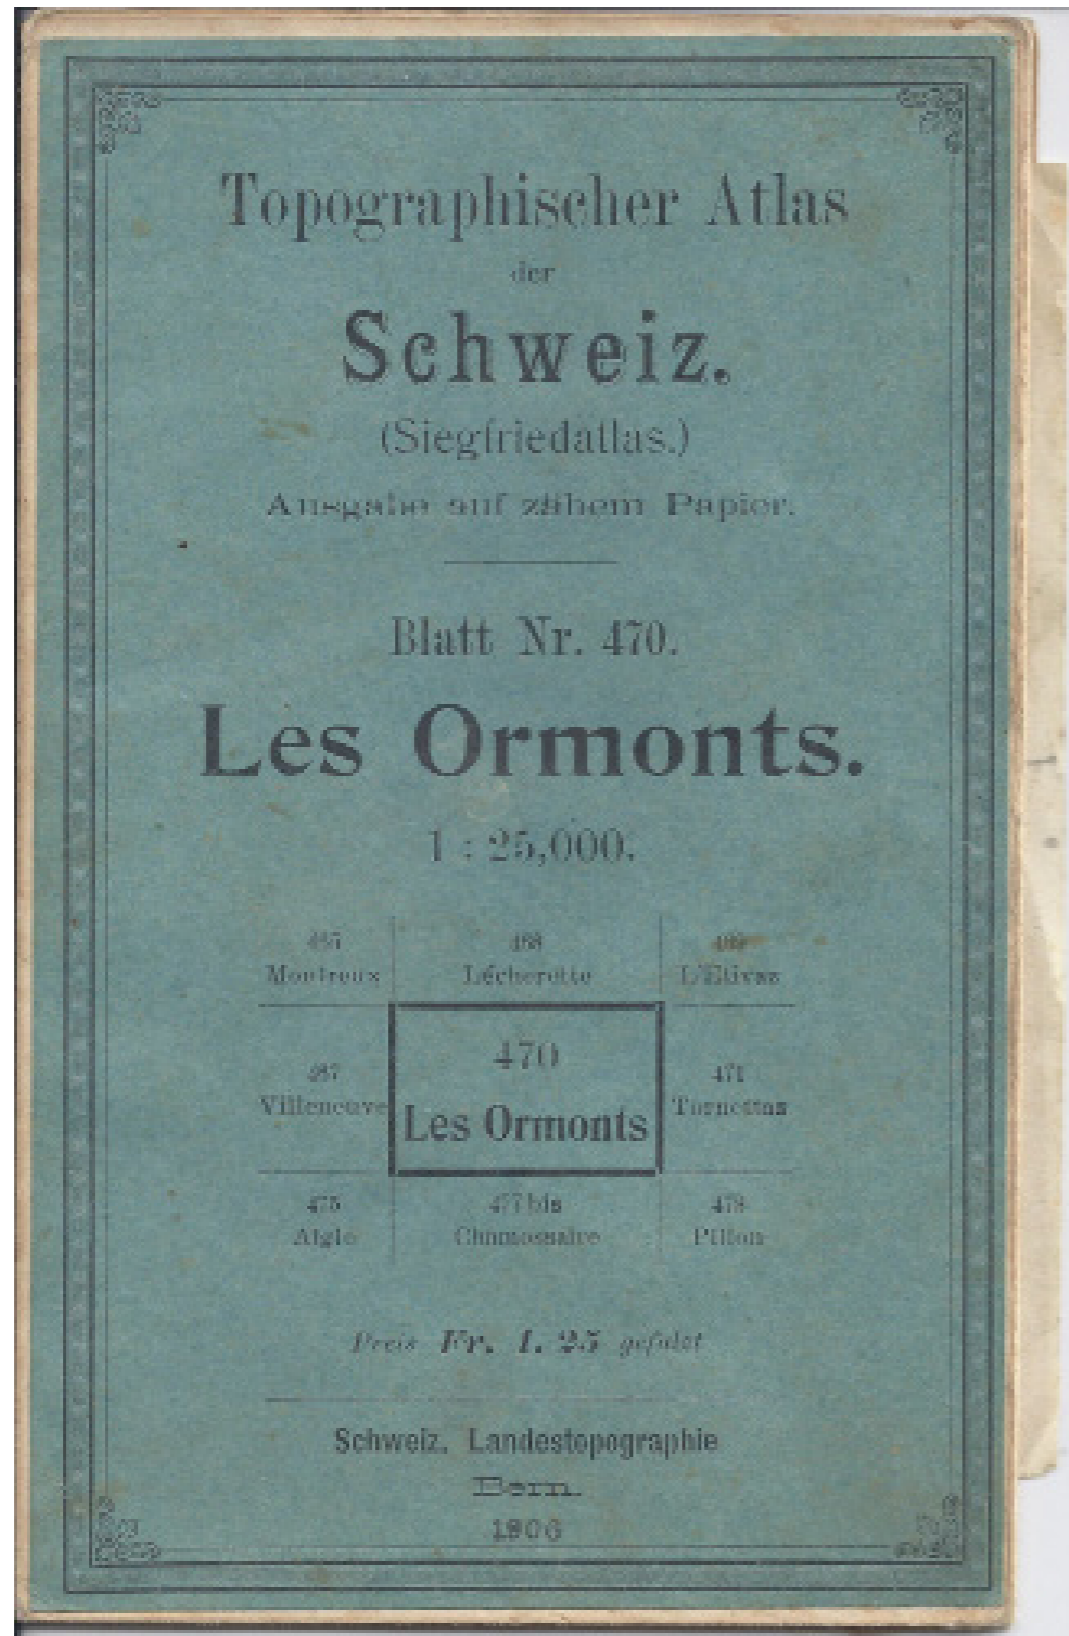 Topographischer Atlas
der
Schweiz.
(Siegfriedatlas.)
Ausgabe auf zähem Papier.
Blatt Nr. 470.
Les Ormonts.
1 : 25,000.
Montreux
468
Lécherette
L'Etivaz
470
Les Ormonts
Villeneuve
471
Tornettaz
475
Aigle
477 bis
Chamossaire
Pillon
Preis Fr. 1. 25 gefalzt
Schweiz. Landestopographie
Bern.
1906